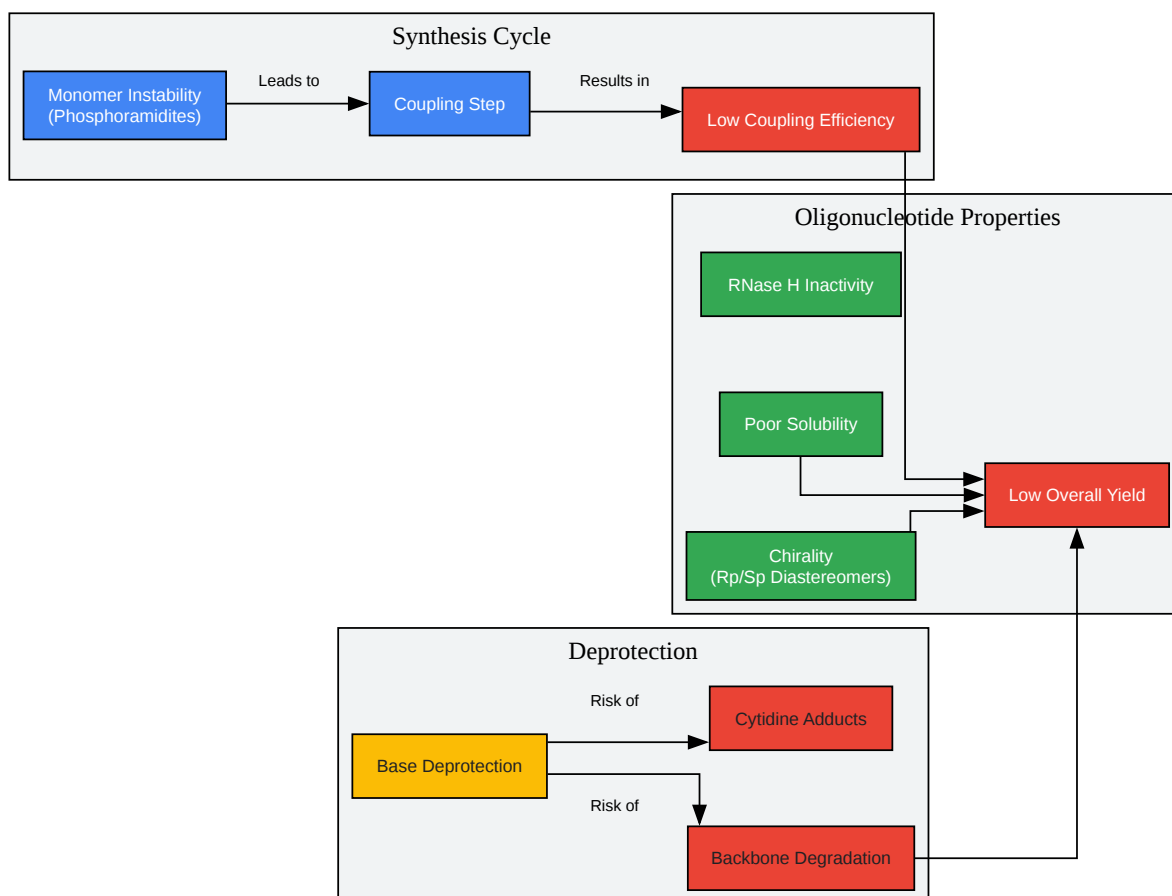 Synthesis Cycle
Monomer Instability
(Phosphoramidites)
Leads to
Coupling Step
Results in
Low Coupling Efficiency
Oligonucleotide Properties
RNase H Inactivity
Poor Solubility
Low Overall Yield
Chirality
(Rp/Sp Diastereomers)
Deprotection
Risk of
Cytidine Adducts
Base Deprotection
Risk of
Backbone Degradation